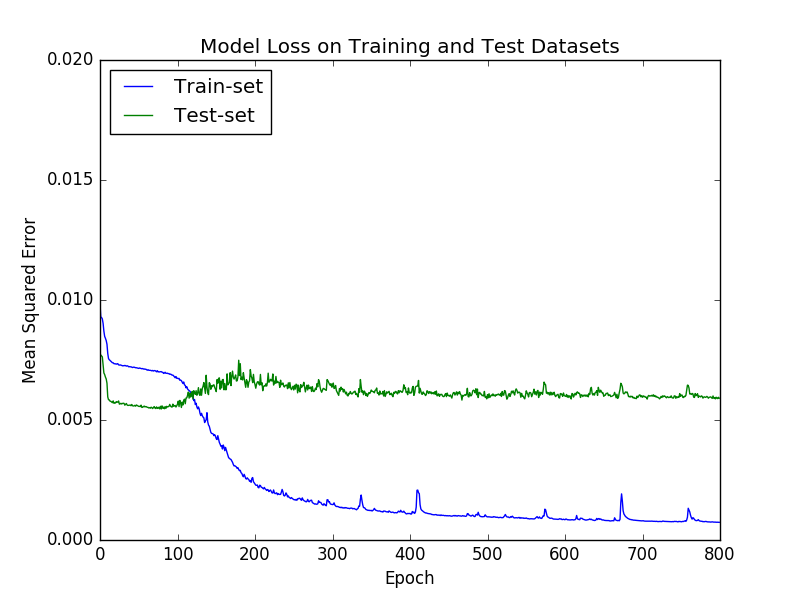 Model Loss on Training and Test Datasets
0.020
Train-set
Test-set
0.015
0.010
Mean Squared Error
0.005
0.000
0 100 200 300 400 500 600 700 800
Epoch